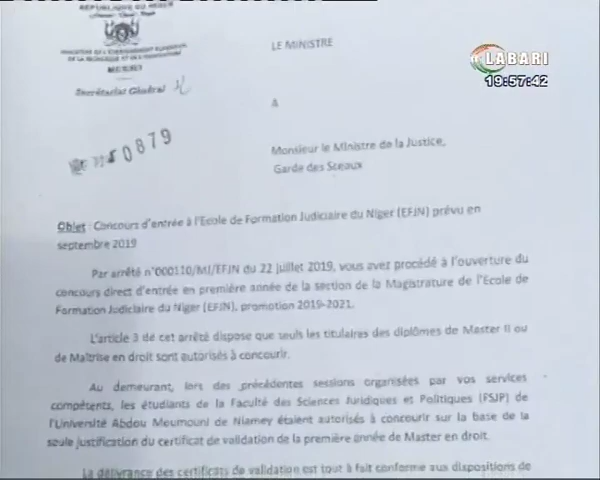 REPUBLIQUE DU NIGER
LE MINISTRE
LABARI
19:57:42
MINISTERE DE L'ENSEIGNEMENT SUPERIEUR
DE LA RECHERCHE ET DE L'INNOVATION
Secrétariat Général
A
0879
Monsieur le Ministre de la Justice,
Garde des Sceaux
Objet : Concours d'entrée à l'Ecole de Formation Judiciaire du Niger (EFJN) prévu en
septembre 2019
Par arrêté n°000110/MJ/EFJN du 22 juillet 2019, vous avez procédé à l'ouverture du
concours direct d'entrée en première année de la section de la Magistrature de l'Ecole de
Formation Judiciaire du Niger (EFJN), promotion 2019-2021.
L'article 3 de cet arrêté dispose que seuls les titulaires des diplômes de Master II ou
de Maîtrise en droit sont autorisés à concourir.
Au demeurant, lors des précédentes sessions organisées par vos services
compétents, les étudiants de la Faculté des Sciences Juridiques et Politiques (FSJP) de
l'Université Abdou Moumouni de Niamey étaient autorisés à concourir sur la base de la
seule justification du certificat de validation de la première année de Master en droit.
La délivrance des certificats de validation est tout à fait conforme aux dispositions de